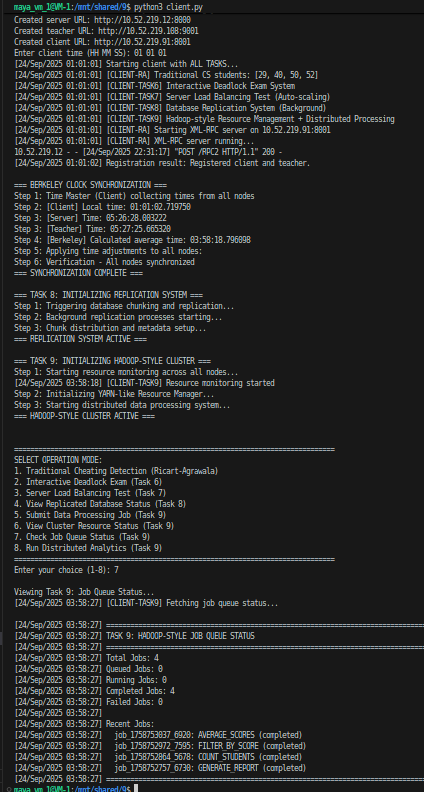 maya_vm_1@VM-1:/mnt/shared/9$ python3 client.py
Created server URL: http://10.52.219.12:8000
Created teacher URL: http://10.52.219.108:9001
Created client URL: http://10.52.219.91:8001
Enter client time (HH MM SS): 01 01 01
[24/Sep/2025 01:01:01] Starting client with ALL TASKS...
[24/Sep/2025 01:01:01] [CLIENT-RA] Traditional CS students: [29, 40, 50, 52]
[24/Sep/2025 01:01:01] [CLIENT-TASK6] Interactive Deadlock Exam System
[24/Sep/2025 01:01:01] [CLIENT-TASK7] Server Load Balancing Test (Auto-scaling)
[24/Sep/2025 01:01:01] [CLIENT-TASK8] Database Replication System (Background)
[24/Sep/2025 01:01:01] [CLIENT-TASK9] Hadoop-style Resource Management + Distributed Processing
[24/Sep/2025 01:01:01] [CLIENT-RA] Starting XML-RPC server on 10.52.219.91:8001
[24/Sep/2025 01:01:01] [CLIENT-RA] XML-RPC server running...
10.52.219.12 - - [24/Sep/2025 22:31:17] "POST /RPC2 HTTP/1.1" 200 -
[24/Sep/2025 01:01:02] Registration result: Registered client and teacher.
=== BERKELEY CLOCK SYNCHRONIZATION ===
Step 1: Time Master (Client) collecting times from all nodes
Step 2: [Client] Local time: 01:01:02.719750
Step 3: [Server] Time: 05:26:28.003222
Step 3: [Teacher] Time: 05:27:25.665320
Step 4: [Berkeley] Calculated average time: 03:58:18.796098
Step 5: Applying time adjustments to all nodes:
Step 6: Verification - All nodes synchronized
=== SYNCHRONIZATION COMPLETE ===
=== TASK 8: INITIALIZING REPLICATION SYSTEM ===
Step 1: Triggering database chunking and replication...
Step 2: Background replication processes starting...
Step 3: Chunk distribution and metadata setup...
=== REPLICATION SYSTEM ACTIVE ===
=== TASK 9: INITIALIZING HADOOP-STYLE CLUSTER ===
Step 1: Starting resource monitoring across all nodes...
[24/Sep/2025 03:58:18] [CLIENT-TASK9] Resource monitoring started
Step 2: Initializing YARN-like Resource Manager...
Step 3: Starting distributed data processing system...
=== HADOOP-STYLE CLUSTER ACTIVE ===
======================================================================
SELECT OPERATION MODE:
1. Traditional Cheating Detection (Ricart-Agrawala)
2. Interactive Deadlock Exam (Task 6)
3. Server Load Balancing Test (Task 7)
4. View Replicated Database Status (Task 8)
5. Submit Data Processing Job (Task 9)
6. View Cluster Resource Status (Task 9)
7. Check Job Queue Status (Task 9)
8. Run Distributed Analytics (Task 9)
======================================================================
Enter your choice (1-8): 7
Viewing Task 9: Job Queue Status...
[24/Sep/2025 03:58:27] [CLIENT-TASK9] Fetching job queue status...
[24/Sep/2025 03:58:27] ======================================================================
[24/Sep/2025 03:58:27] TASK 9: HADOOP-STYLE JOB QUEUE STATUS
[24/Sep/2025 03:58:27] ======================================================================
[24/Sep/2025 03:58:27] Total Jobs: 4
[24/Sep/2025 03:58:27] Queued Jobs: 0
[24/Sep/2025 03:58:27] Running Jobs: 0
[24/Sep/2025 03:58:27] Completed Jobs: 4
[24/Sep/2025 03:58:27] Failed Jobs: 0
[24/Sep/2025 03:58:27]
[24/Sep/2025 03:58:27] Recent Jobs:
[24/Sep/2025 03:58:27]   job_1758753037_6920: AVERAGE_SCORES (completed)
[24/Sep/2025 03:58:27]   job_1758752972_7595: FILTER_BY_SCORE (completed)
[24/Sep/2025 03:58:27]   job_1758752864_5678: COUNT_STUDENTS (completed)
[24/Sep/2025 03:58:27]   job_1758752757_6730: GENERATE_REPORT (completed)
[24/Sep/2025 03:58:27] ======================================================================
maya_vm_1@VM-1:/mnt/shared/9$